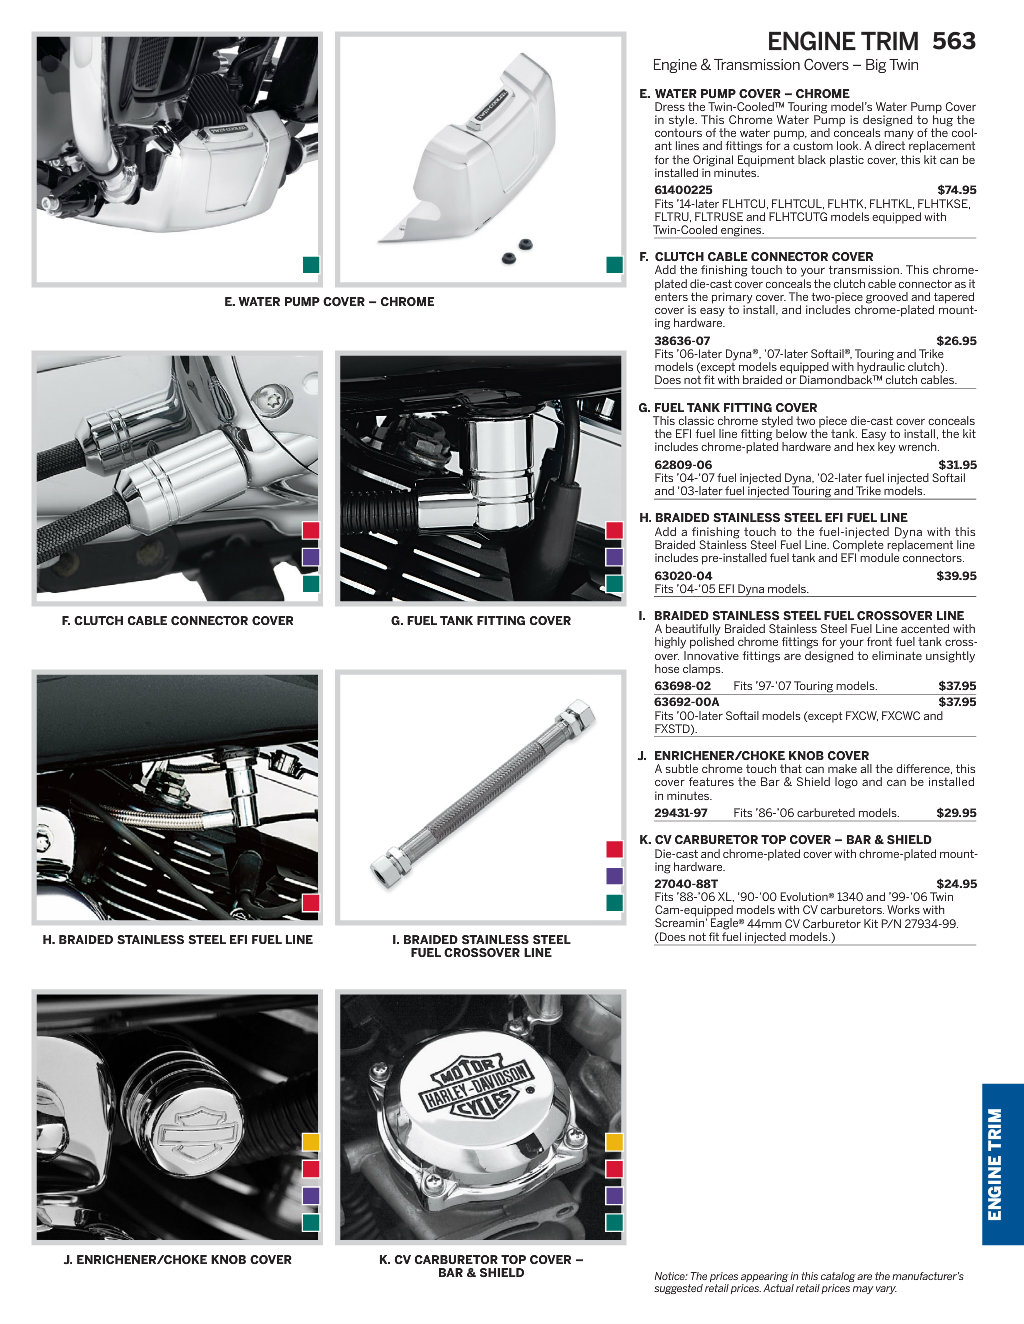 ENGINE TRIM 563
Engine & Transmission Covers – Big Twin
TWIN-COOLED
TWIN-COOLED
E. WATER PUMP COVER – CHROME
F. CLUTCH CABLE CONNECTOR COVER
G. FUEL TANK FITTING COVER
H. BRAIDED STAINLESS STEEL EFI FUEL LINE
I. BRAIDED STAINLESS STEEL
FUEL CROSSOVER LINE
MOTOR
HARLEY-DAVIDSON
CYCLES
J. ENRICHENER/CHOKE KNOB COVER
K. CV CARBURETOR TOP COVER –
BAR & SHIELD
E. WATER PUMP COVER – CHROME
Dress the Twin-Cooled™ Touring model's Water Pump Cover
in style. This Chrome Water Pump is designed to hug the
contours of the water pump, and conceals many of the cool-
ant lines and fittings for a custom look. A direct replacement
for the Original Equipment black plastic cover, this kit can be
installed in minutes.
61400225 $74.95
Fits '14-later FLHTCU, FLHTCUL, FLHTK, FLHTKL, FLHTKSE,
FLTRU, FLTRUSE and FLHTCUTG models equipped with
Twin-Cooled engines.
F. CLUTCH CABLE CONNECTOR COVER
Add the finishing touch to your transmission. This chrome-
plated die-cast cover conceals the clutch cable connector as it
enters the primary cover. The two-piece grooved and tapered
cover is easy to install, and includes chrome-plated mount-
ing hardware.
38636-07 $26.95
Fits '06-later Dyna®, '07-later Softail®, Touring and Trike
models (except models equipped with hydraulic clutch).
Does not fit with braided or Diamondback™ clutch cables.
G. FUEL TANK FITTING COVER
This classic chrome styled two piece die-cast cover conceals
the EFI fuel line fitting below the tank. Easy to install, the kit
includes chrome-plated hardware and hex key wrench.
62809-06 $31.95
Fits '04-'07 fuel injected Dyna, '02-later fuel injected Softail
and '03-later fuel injected Touring and Trike models.
H. BRAIDED STAINLESS STEEL EFI FUEL LINE
Add a finishing touch to the fuel-injected Dyna with this
Braided Stainless Steel Fuel Line. Complete replacement line
includes pre-installed fuel tank and EFI module connectors.
63020-04 $39.95
Fits '04-'05 EFI Dyna models.
I. BRAIDED STAINLESS STEEL FUEL CROSSOVER LINE
A beautifully Braided Stainless Steel Fuel Line accented with
highly polished chrome fittings for your front fuel tank cross-
over. Innovative fittings are designed to eliminate unsightly
hose clamps.
63698-02 Fits '97-'07 Touring models. $37.95
63692-00A $37.95
Fits '00-later Softail models (except FXCW, FXCWC and
FXSTD).
J. ENRICHENER/CHOKE KNOB COVER
A subtle chrome touch that can make all the difference, this
cover features the Bar & Shield logo and can be installed
in minutes.
29431-97 Fits '86-'06 carbureted models. $29.95
K. CV CARBURETOR TOP COVER – BAR & SHIELD
Die-cast and chrome-plated cover with chrome-plated mount-
ing hardware.
27040-88T $24.95
Fits '88-'06 XL, '90-'00 Evolution® 1340 and '99-'06 Twin
Cam-equipped models with CV carburetors. Works with
Screamin' Eagle® 44mm CV Carburetor Kit P/N 27934-99.
(Does not fit fuel injected models.)
ENGINE TRIM
Notice: The prices appearing in this catalog are the manufacturer's
suggested retail prices. Actual retail prices may vary.